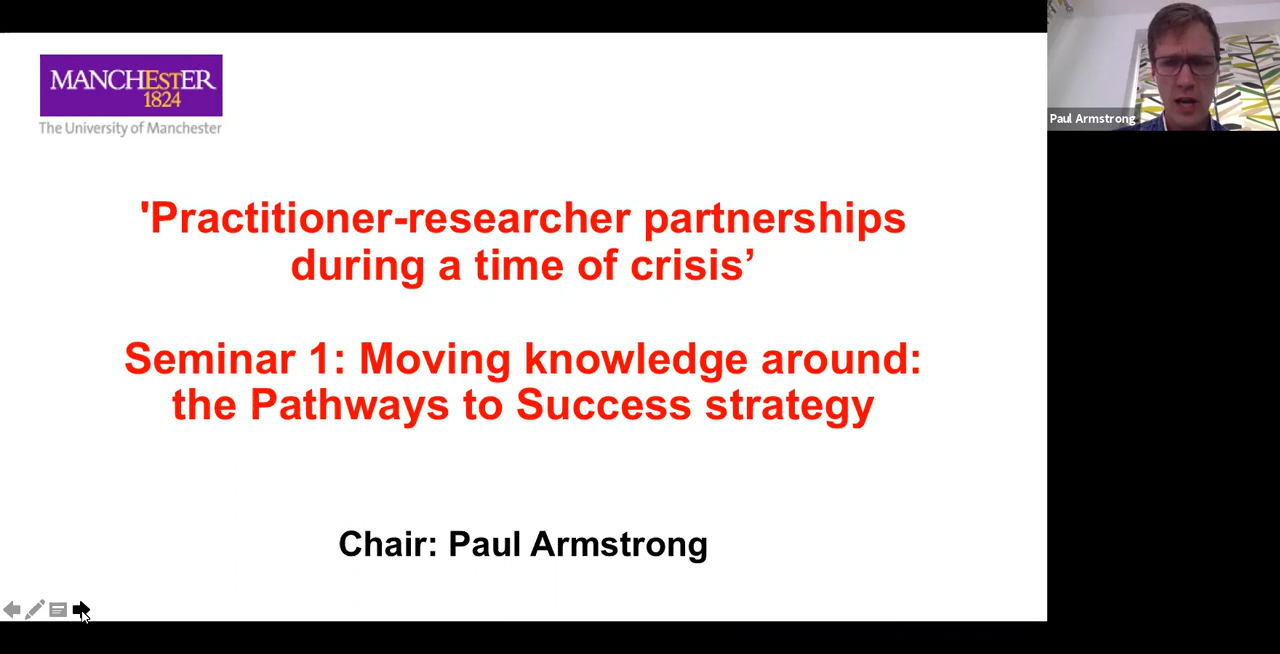 MANCHESTER
1824
The University of Manchester
Paul Armstrong
'Practitioner-researcher partnerships
during a time of crisis’
Seminar 1: Moving knowledge around:
the Pathways to Success strategy
Chair: Paul Armstrong